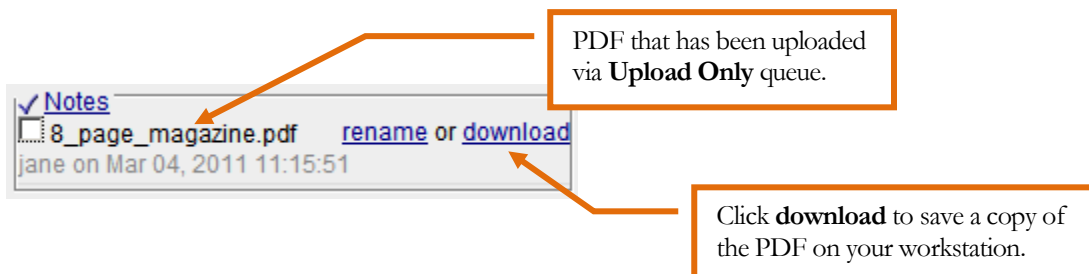 PDF that has been uploaded
via Upload Only queue.
Notes
8_page_magazine.pdf rename or download
jane on Mar 04, 2011 11:15:51
Click download to save a copy of
the PDF on your workstation.